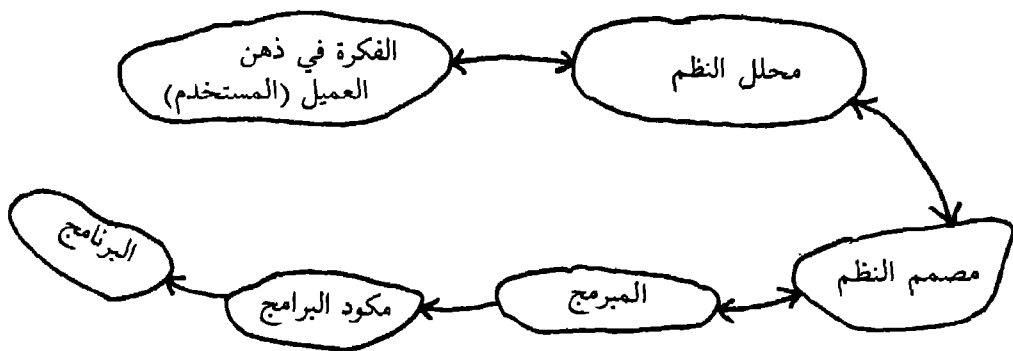 الفكرة في ذهن
العميل (المستخدم)
محلل النظم
مصمم النظم
المبرمج
مكود البرامج
البرنامج